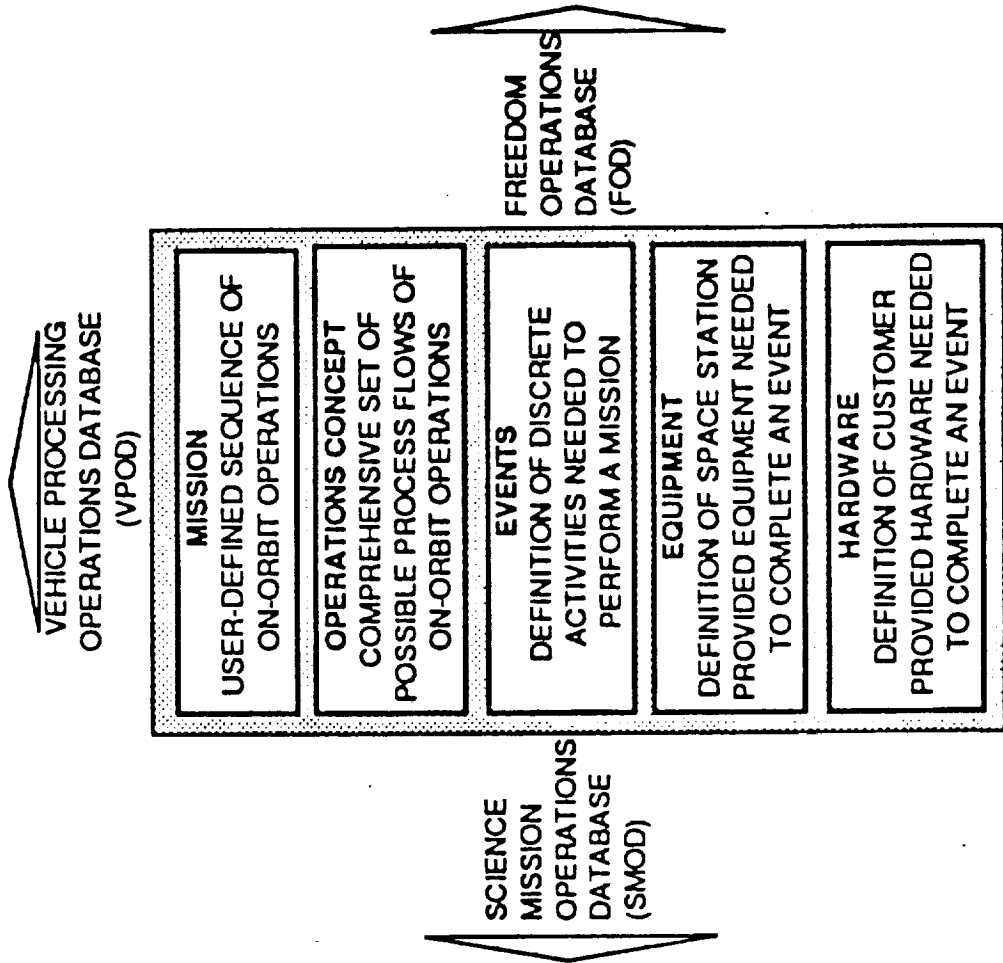 VEHICLE PROCESSING
OPERATIONS DATABASE
(VPOD)
SCIENCE
MISSION
OPERATIONS
DATABASE
(SMOD)
MISSION
USER-DEFINED SEQUENCE OF
ON-ORBIT OPERATIONS
OPERATIONS CONCEPT
COMPREHENSIVE SET OF
POSSIBLE PROCESS FLOWS OF
ON-ORBIT OPERATIONS
EVENTS
DEFINITION OF DISCRETE
ACTIVITIES NEEDED TO
PERFORM A MISSION
EQUIPMENT
DEFINITION OF SPACE STATION
PROVIDED EQUIPMENT NEEDED
TO COMPLETE AN EVENT
HARDWARE
DEFINITION OF CUSTOMER
PROVIDED HARDWARE NEEDED
TO COMPLETE AN EVENT
FREEDOM
OPERATIONS
DATABASE
(FOD)